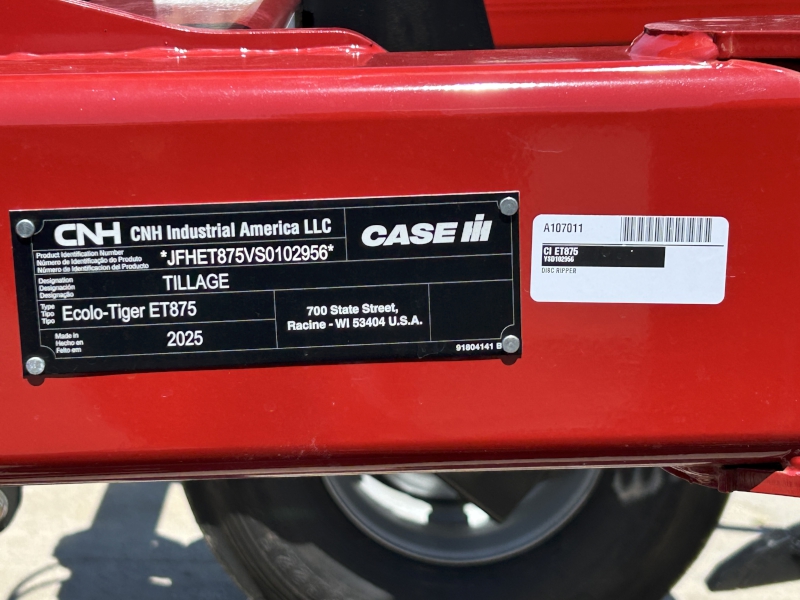 CNH CNH Industrial America LLC
CASE IH
Product Identification Number
Número de Identificação do Produto
Número de Identificacion del Producto
*JFHET875VS0102956*
Designation
Designação
Designación
TILLAGE
Type
Tipo
Tipo
Ecolo-Tiger ET875
700 State Street,
Racine - WI 53404 U.S.A.
Made in
Hecho en
Feito em
2025
91804141 B
A107011
CI ET875
YS0102956
DISC RIPPER